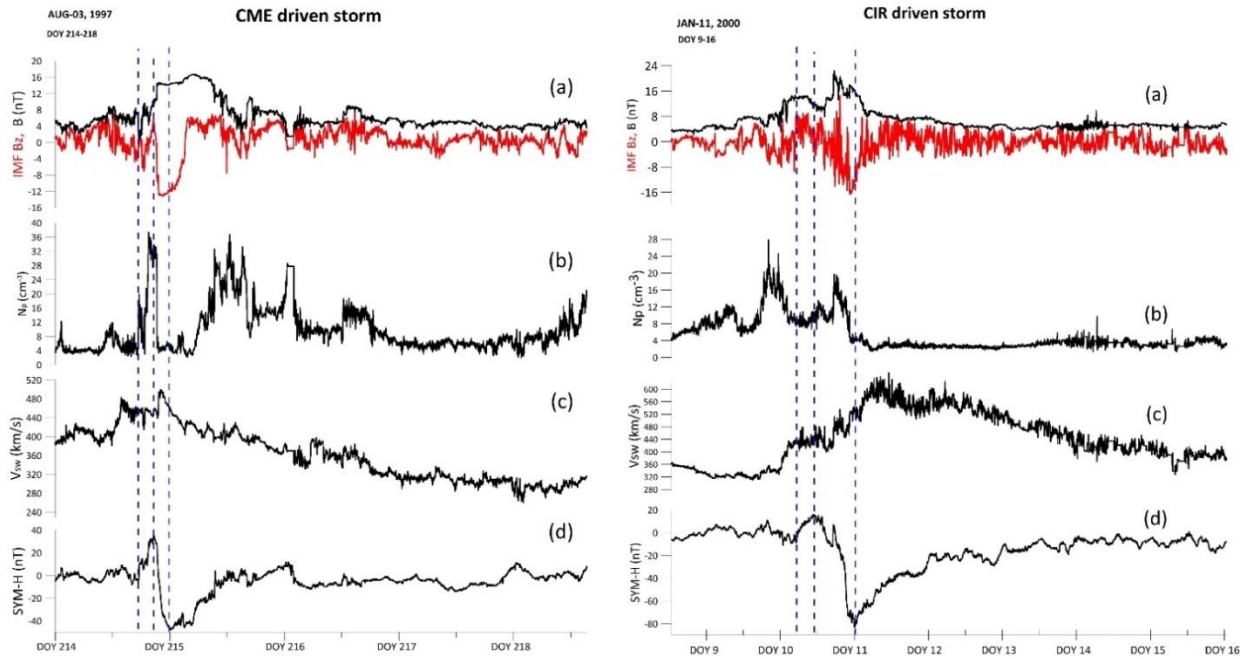 AUG-03, 1997
DOY 214-218
CME driven storm
(a)
IMF Bz, B (nT)
20
16
12
8
4
0
-4
-8
-12
-16
(b)
Np (cm⁻³)
40
36
32
28
24
20
16
12
8
4
0
(c)
Vsw (km/s)
520
480
440
400
360
320
280
240
(d)
SYM-H (nT)
40
20
0
-20
-40
DOY 214 DOY 215 DOY 216 DOY 217 DOY 218
JAN-11, 2000
DOY 9-16
CIR driven storm
(a)
IMF Bz, B (nT)
24
16
8
0
-8
-16
(b)
Np (cm⁻³)
28
24
20
16
12
8
4
0
(c)
Vsw (km/s)
600
560
520
480
440
400
360
320
280
(d)
SYM-H (nT)
20
0
-20
-40
-60
-80
DOY 9 DOY 10 DOY 11 DOY 12 DOY 13 DOY 14 DOY 15 DOY 16